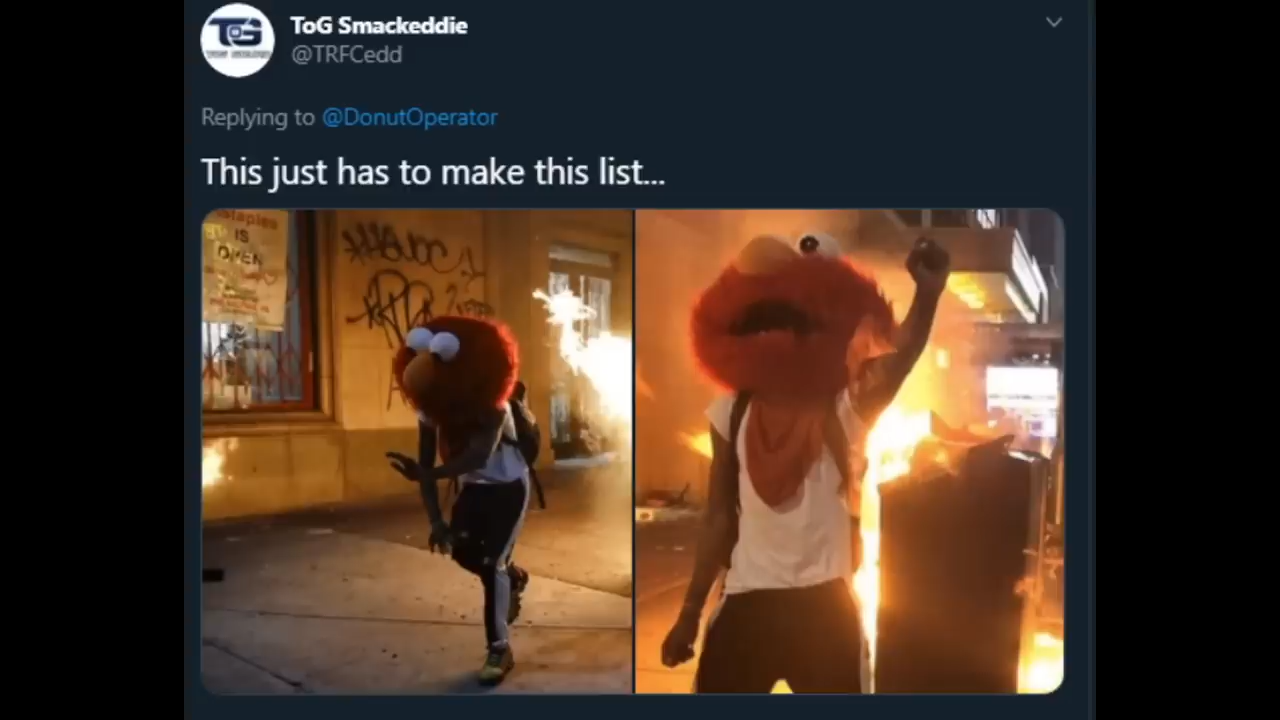 ToG Smackeddie
@TRFCedd
Replying to @DonutOperator
This just has to make this list...
IS
OPEN